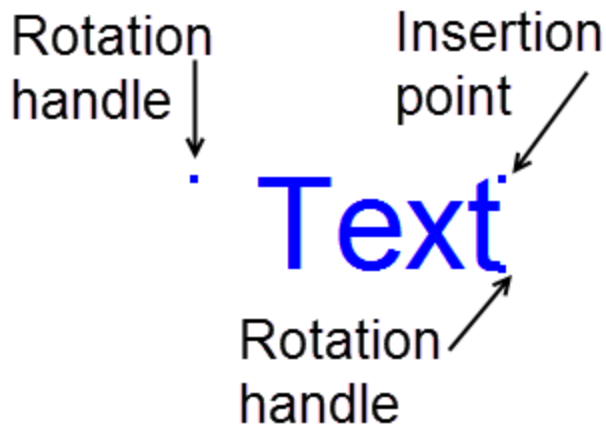 Rotation
handle
Insertion
point
Text
Rotation
handle